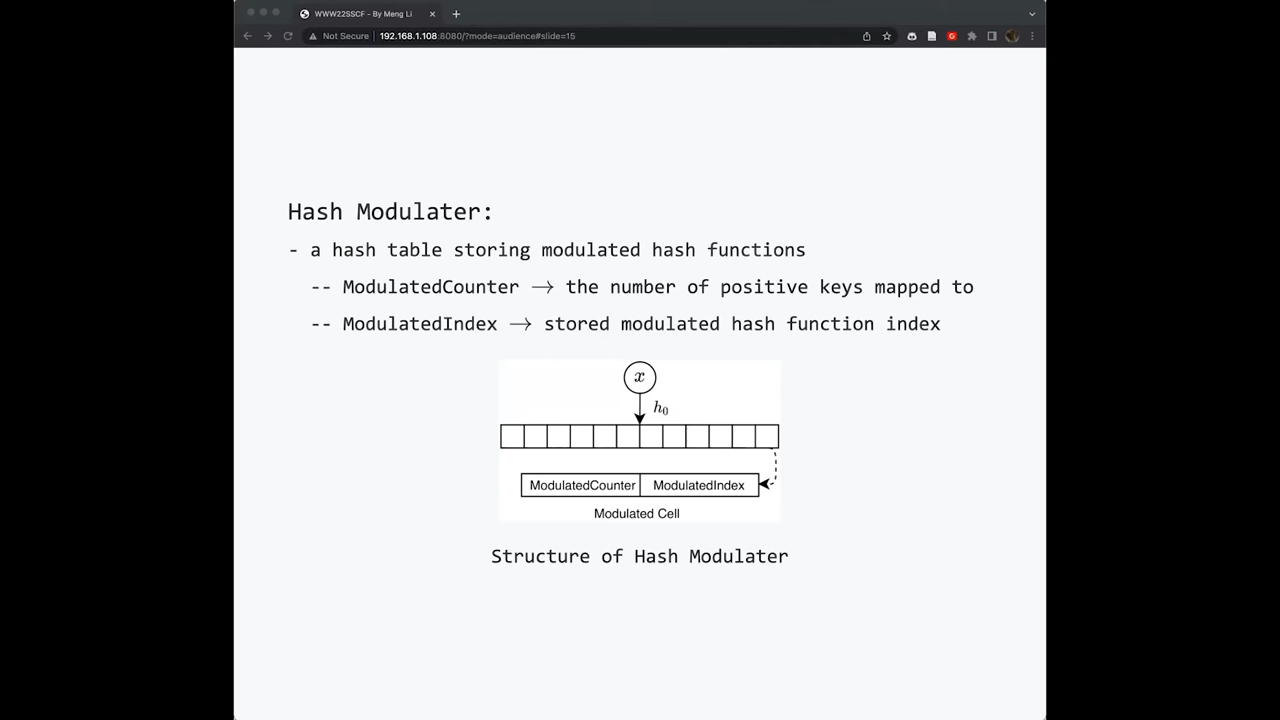 WWW22SSCF - By Meng Li
Not Secure 192.168.1.108:8080/?mode=audience#slide=15
Hash Modulater:
- a hash table storing modulated hash functions
-- ModulatedCounter → the number of positive keys mapped to
-- ModulatedIndex → stored modulated hash function index
x
h₀
ModulatedCounter ModulatedIndex
Modulated Cell
Structure of Hash Modulater